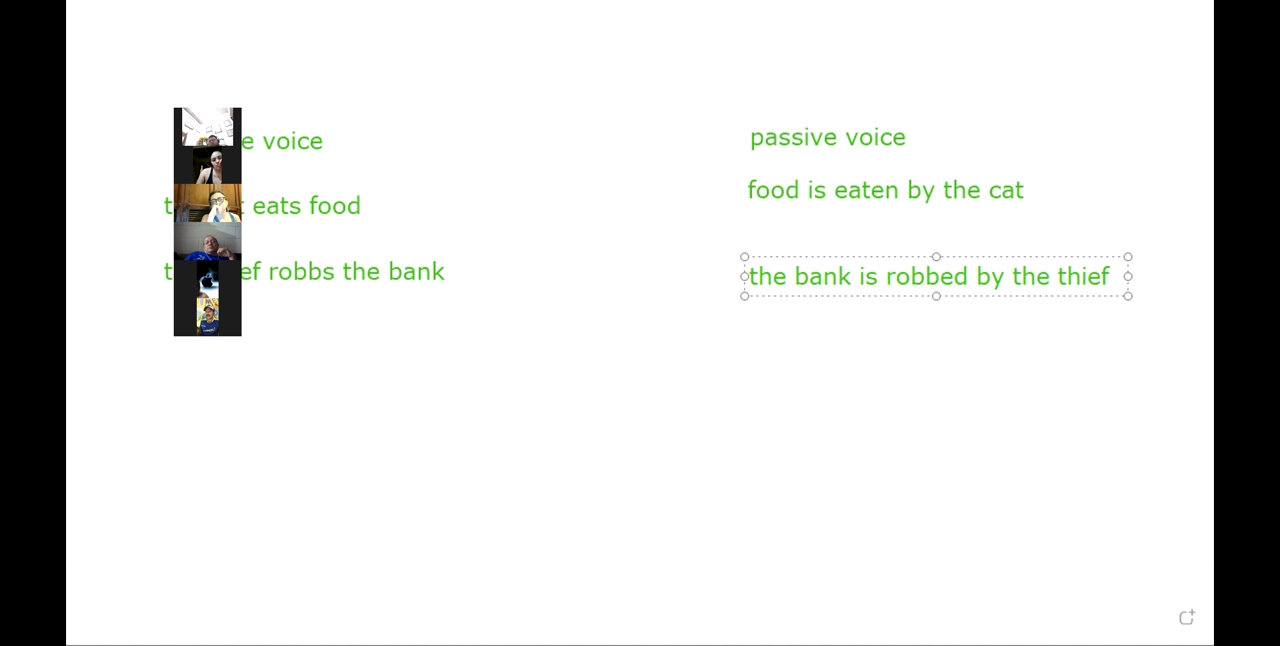 e voice
eats food
robbs the bank
passive voice
food is eaten by the cat
the bank is robbed by the thief